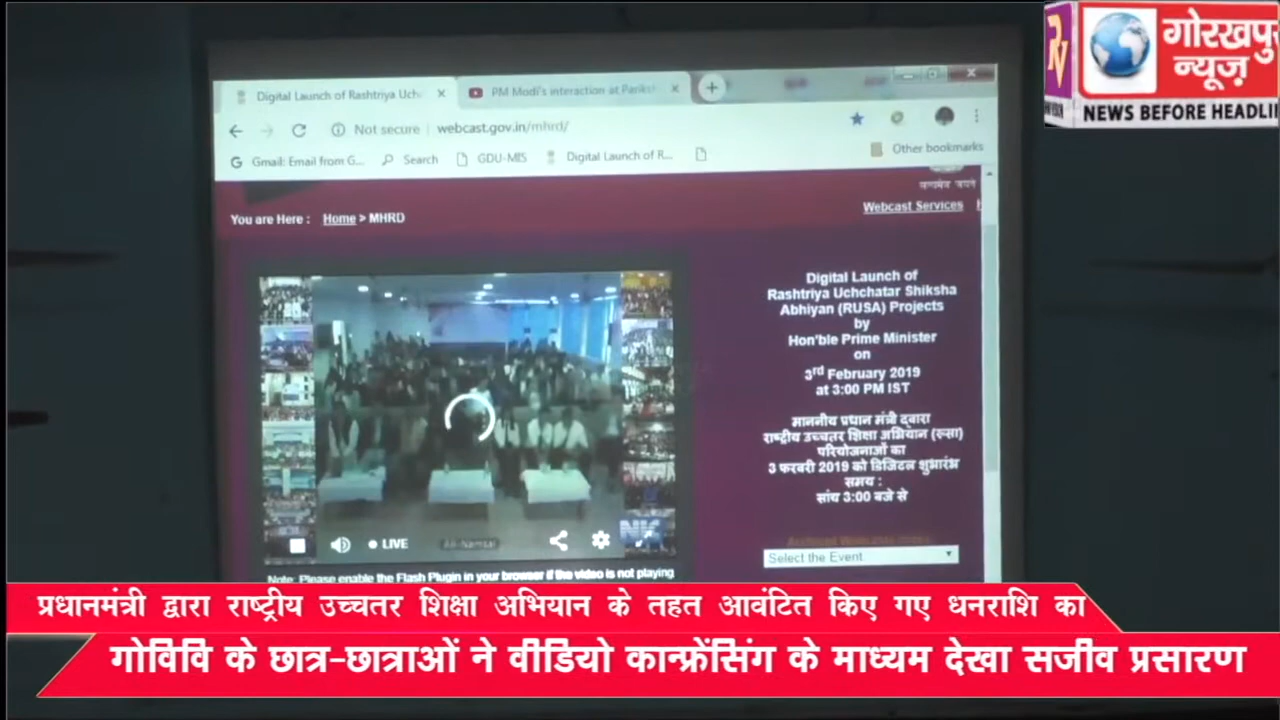 गोरखपुर
न्यूज़
NEWS BEFORE HEADLI
Digital Launch of Rashtriya Uch
PM Modi's interaction at Pariksh
Not secure | webcast.gov.in/mhrd/
Gmail: Email from G...
Search
GDU-MIS
Digital Launch of R...
Other bookmarks
सत्यमेव जयते
You are Here : Home > MHRD
Webcast Services
Digital Launch of
Rashtriya Uchchatar Shiksha
Abhiyan (RUSA) Projects
by
Hon'ble Prime Minister
on
3rd February 2019
at 3:00 PM IST
माननीय प्रधान मंत्री द्वारा
राष्ट्रीय उच्चतर शिक्षा अभियान (रूसा)
परियोजनाओं का
3 फरवरी 2019 को डिजिटल शुभारंभ
समय :
सांय 3:00 बजे से
LIVE
Select the Event
Note: Please enable the Flash Plugin in your browser if the video is not playing
प्रधानमंत्री द्वारा राष्ट्रीय उच्चतर शिक्षा अभियान के तहत आवंटित किए गए धनराशि का
गोविवि के छात्र-छात्राओं ने वीडियो कान्फ्रेंसिंग के माध्यम देखा सजीव प्रसारण